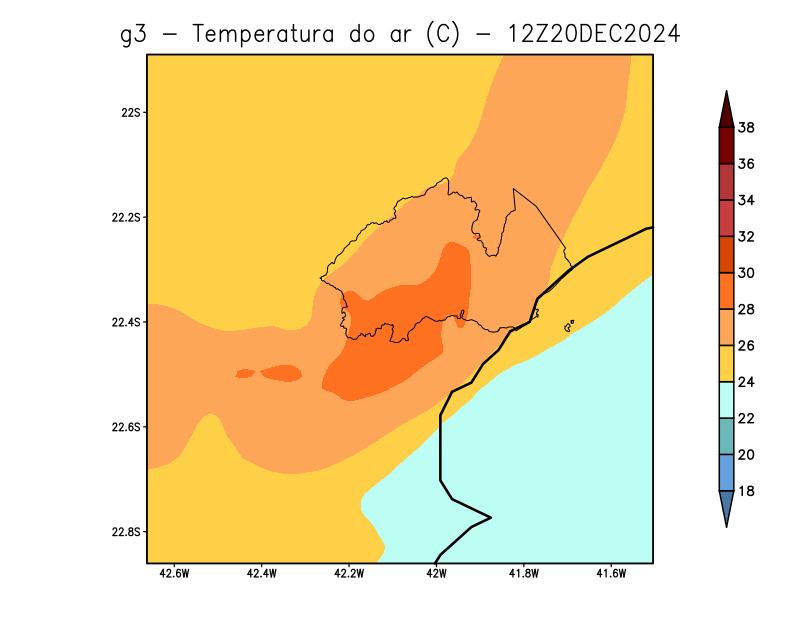 g3 - Temperatura do ar (C) - 12Z20DEC2024
22S
22.2S
22.4S
22.6S
22.8S
42.6W
42.4W
42.2W
42W
41.8W
41.6W
38
36
34
32
30
28
26
24
22
20
18